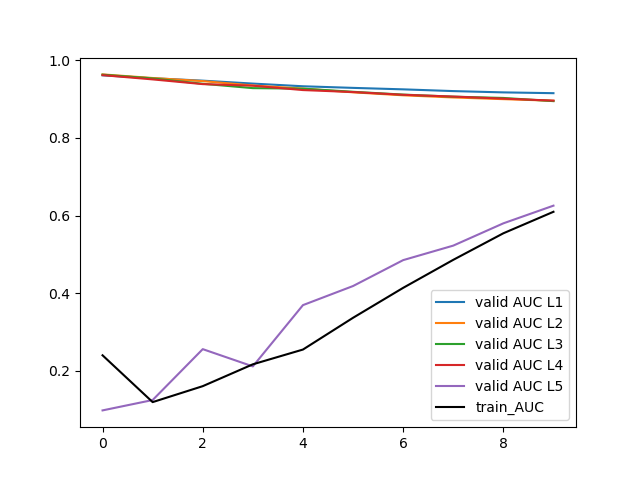 1.0
0.8
0.6
0.4
0.2
0
2
4
6
8
valid AUC L1
valid AUC L2
valid AUC L3
valid AUC L4
valid AUC L5
train_AUC